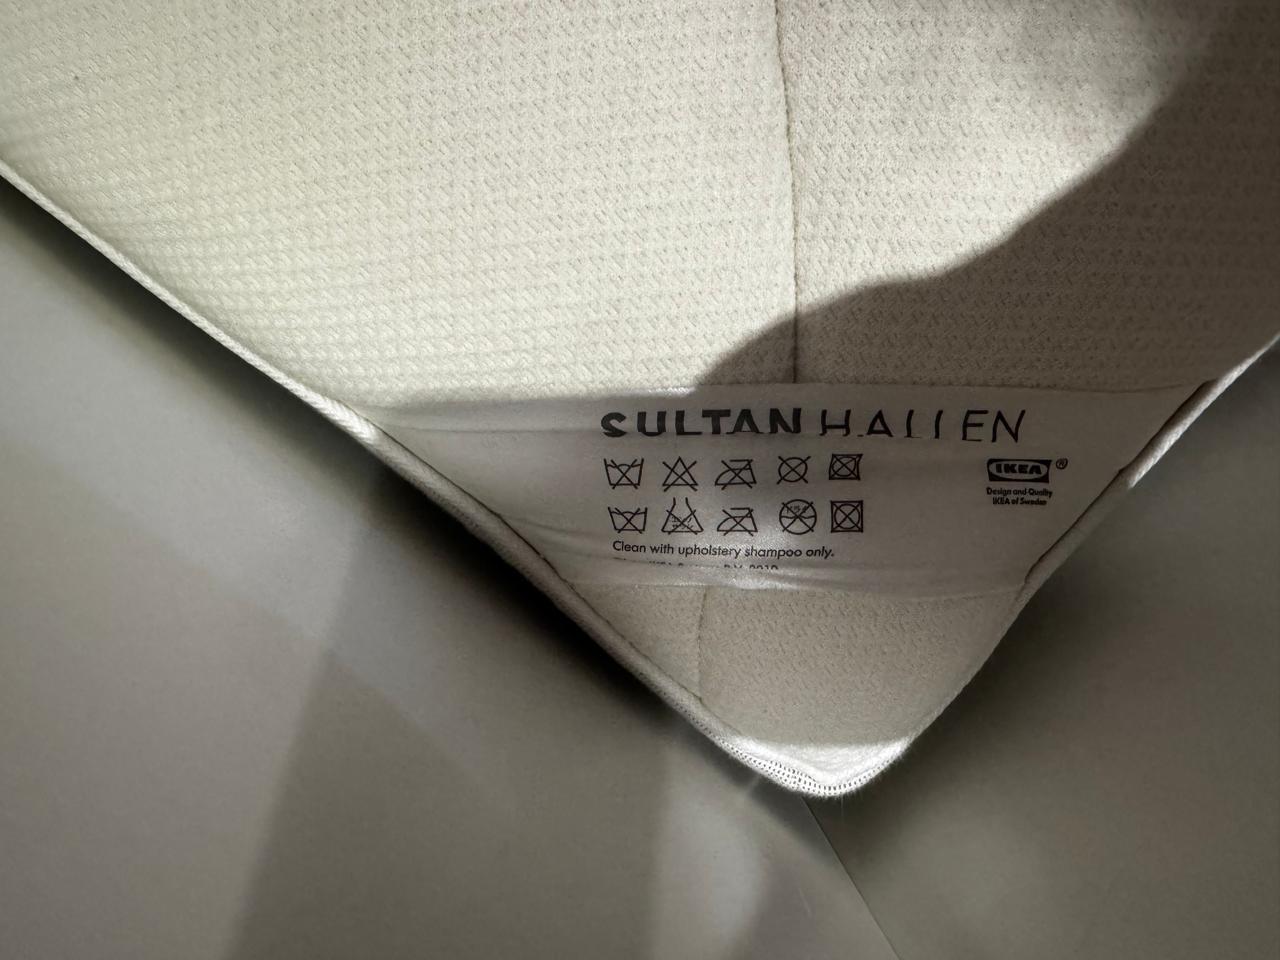 SULTAN HALLEN
IKEA ®
Design and Quality
IKEA of Sweden
Clean with upholstery shampoo only.